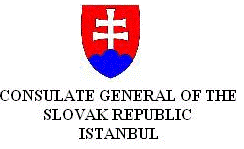 CONSULATE GENERAL OF THE
SLOVAK REPUBLIC
ISTANBUL